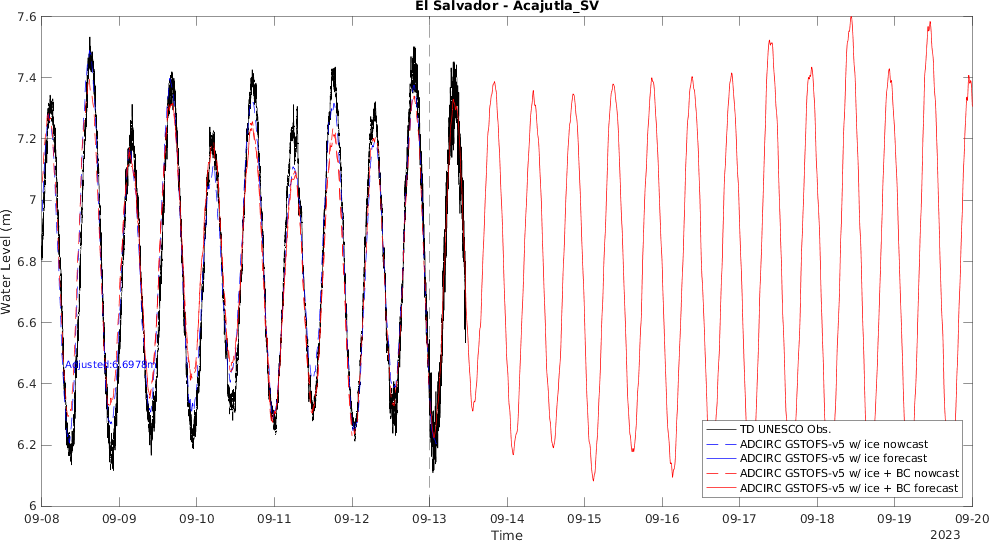 El Salvador - Acajutla_SV
7.6
7.4
7.2
7
6.8
6.6
6.4
6.2
6
Water Level (m)
Adjusted:6.6978m
TD UNESCO Obs.
ADCIRC GSTOFS-v5 w/ ice nowcast
ADCIRC GSTOFS-v5 w/ ice forecast
ADCIRC GSTOFS-v5 w/ ice + BC nowcast
ADCIRC GSTOFS-v5 w/ ice + BC forecast
09-08 09-09 09-10 09-11 09-12 09-13 09-14 09-15 09-16 09-17 09-18 09-19 09-20
Time
2023